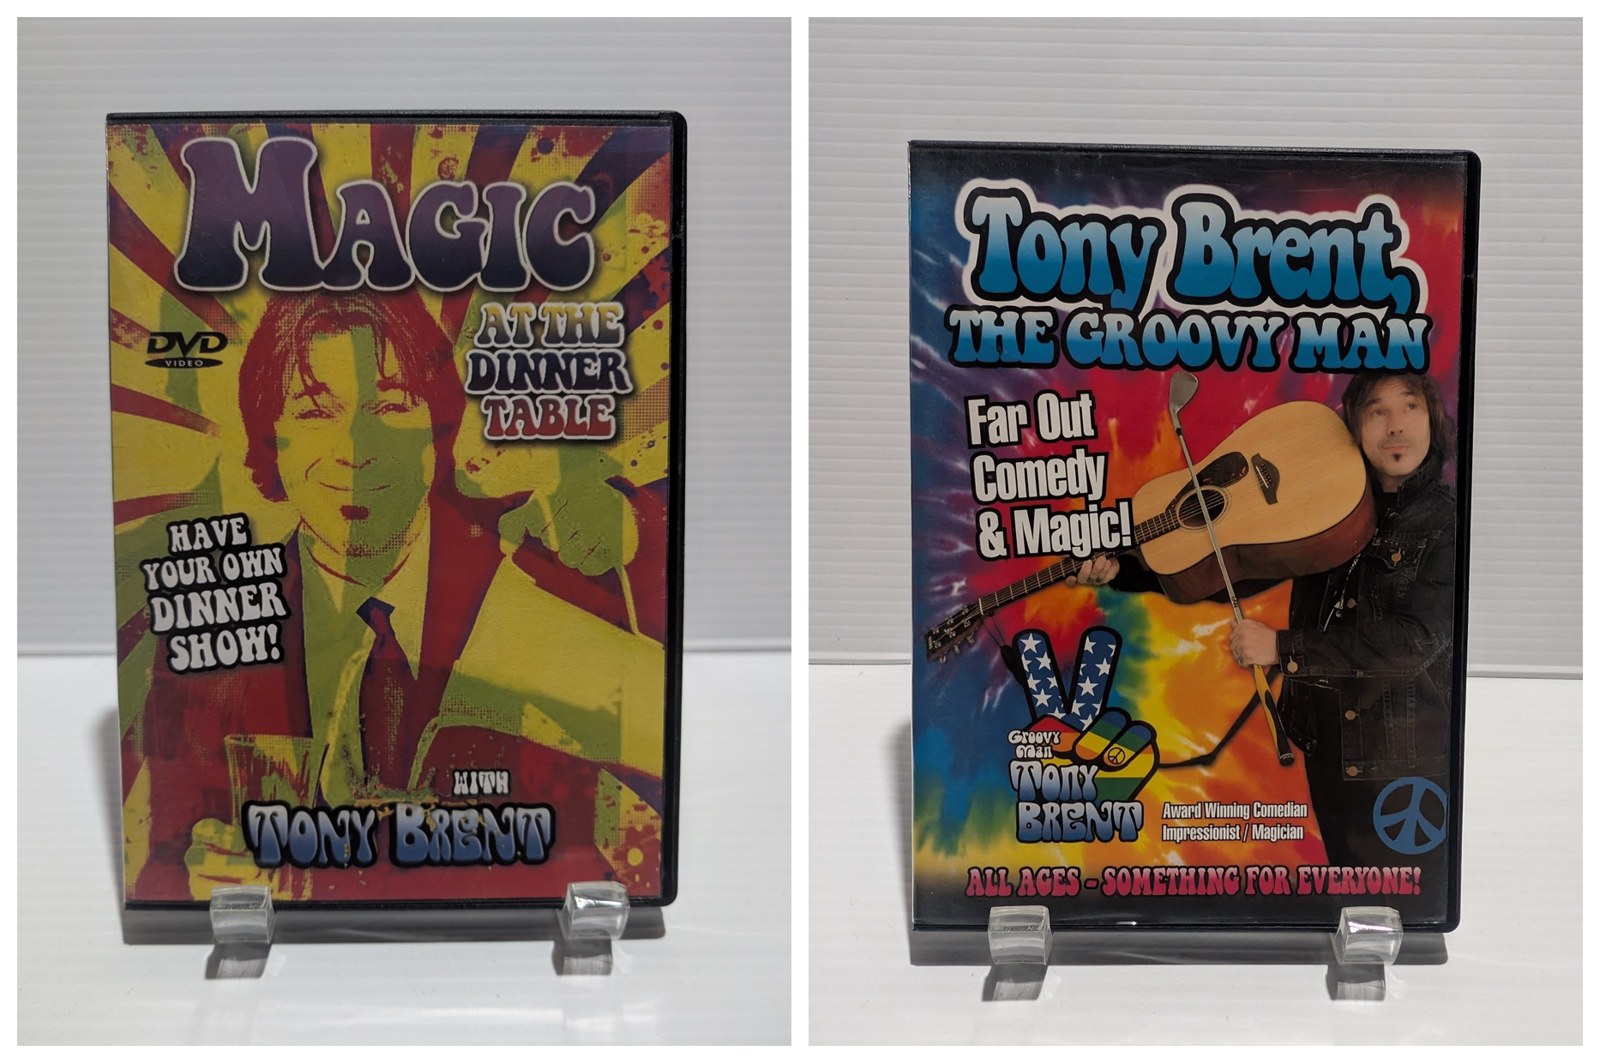 MAGIC
AT THE
DINNER
TABLE
DVD
VIDEO
HAVE
YOUR OWN
DINNER
SHOW!
WITH
TONY BRENT
Tony Brent,
THE GROOVY MAN
Far Out
Comedy
& Magic!
GROOVY
MAN
TONY
BRENT
Award Winning Comedian
Impressionist / Magician
ALL AGES - SOMETHING FOR EVERYONE!